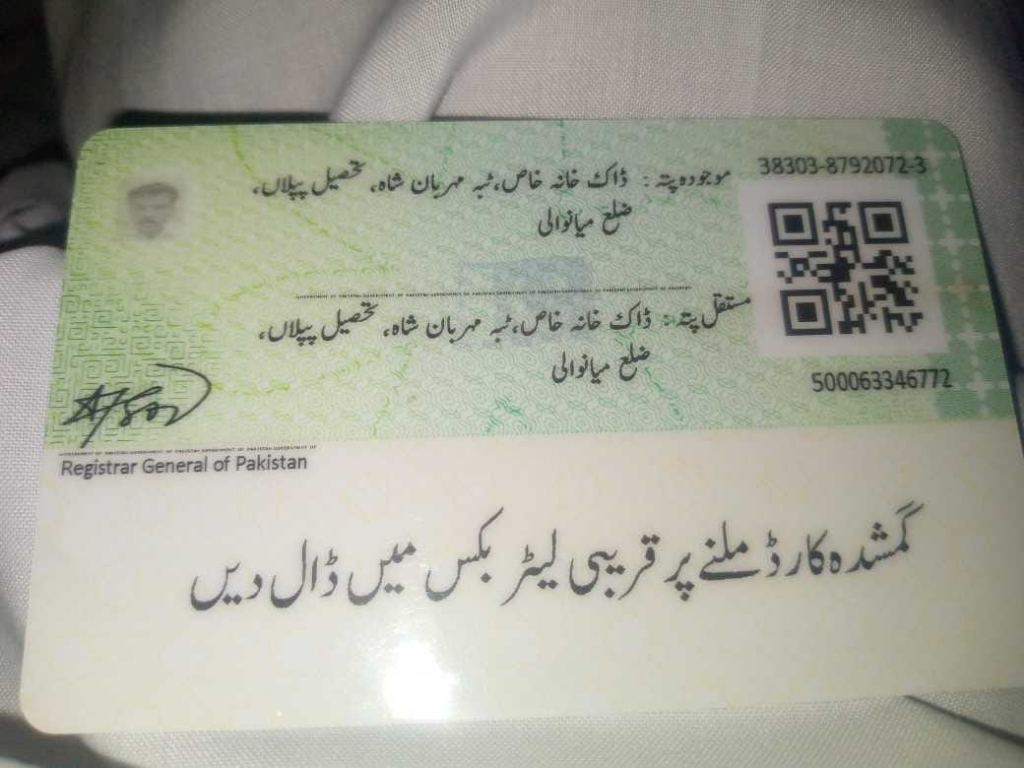 38303-8792072-3
موجودہ پتہ : ڈاک خانہ خاص، ٹبہ مہربان شاہ، تحصیل پپلاں،
ضلع میانوالی
مستقل پتہ : ڈاک خانہ خاص، ٹبہ مہربان شاہ، تحصیل پپلاں،
ضلع میانوالی
500063346772
Registrar General of Pakistan
گمشدہ کارڈ ملنے پر قریبی لیٹر بکس میں ڈال دیں